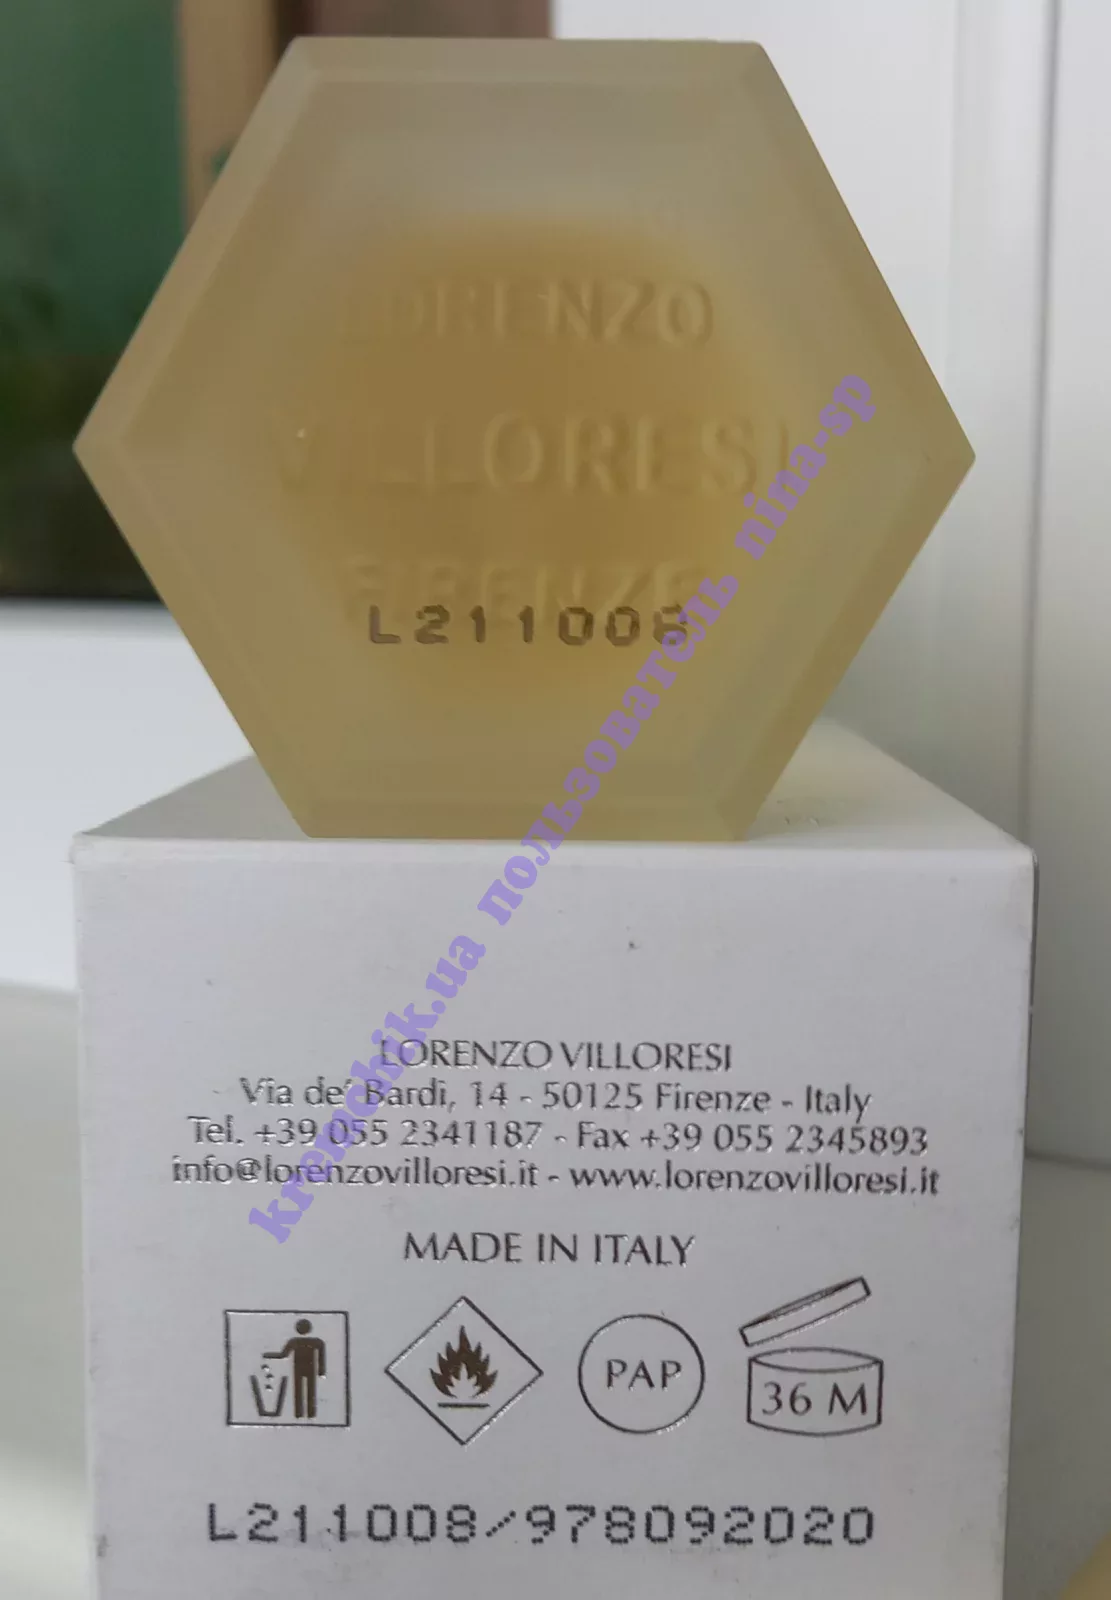 LORENZO
VILLORESI
FIRENZE
L211008
krenchik.ua пользователь nina-sp
LORENZO VILLORESI
Via de' Bardi, 14 - 50125 Firenze - Italy
Tel. +39 055 2341187 - Fax +39 055 2345893
info@lorenzovilloresi.it - www.lorenzovilloresi.it
MADE IN ITALY
PAP
36 M
L211008/978092020